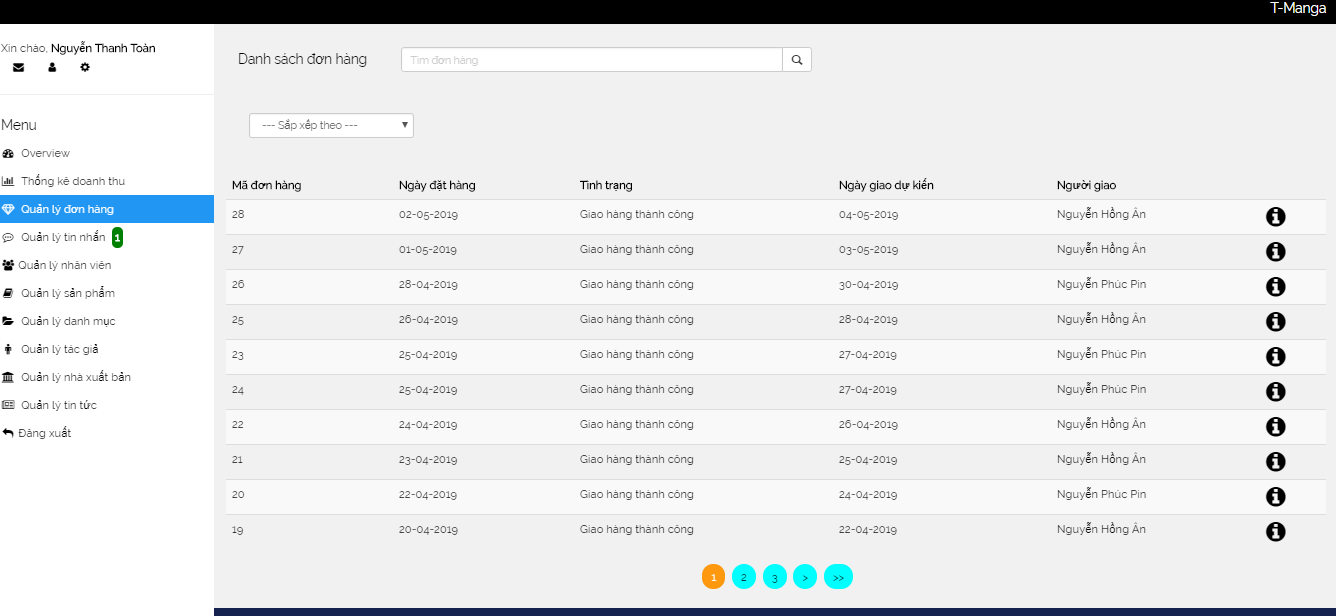 T-Manga
Xin chào, Nguyễn Thanh Toàn
Menu
Overview
Thống kê doanh thu
Quản lý đơn hàng
Quản lý tin nhắn 1
Quản lý nhân viên
Quản lý sản phẩm
Quản lý danh mục
Quản lý tác giả
Quản lý nhà xuất bản
Quản lý tin tức
Đăng xuất
Danh sách đơn hàng
Tìm đơn hàng
--- Sắp xếp theo ---
Mã đơn hàng Ngày đặt hàng Tình trạng Ngày giao dự kiến Người giao
28 02-05-2019 Giao hàng thành công 04-05-2019 Nguyễn Hồng Ân
27 01-05-2019 Giao hàng thành công 03-05-2019 Nguyễn Hồng Ân
26 28-04-2019 Giao hàng thành công 30-04-2019 Nguyễn Phúc Pin
25 26-04-2019 Giao hàng thành công 28-04-2019 Nguyễn Hồng Ân
23 25-04-2019 Giao hàng thành công 27-04-2019 Nguyễn Phúc Pin
24 25-04-2019 Giao hàng thành công 27-04-2019 Nguyễn Phúc Pin
22 24-04-2019 Giao hàng thành công 26-04-2019 Nguyễn Hồng Ân
21 23-04-2019 Giao hàng thành công 25-04-2019 Nguyễn Hồng Ân
20 22-04-2019 Giao hàng thành công 24-04-2019 Nguyễn Phúc Pin
19 20-04-2019 Giao hàng thành công 22-04-2019 Nguyễn Hồng Ân
1 2 3 > >>